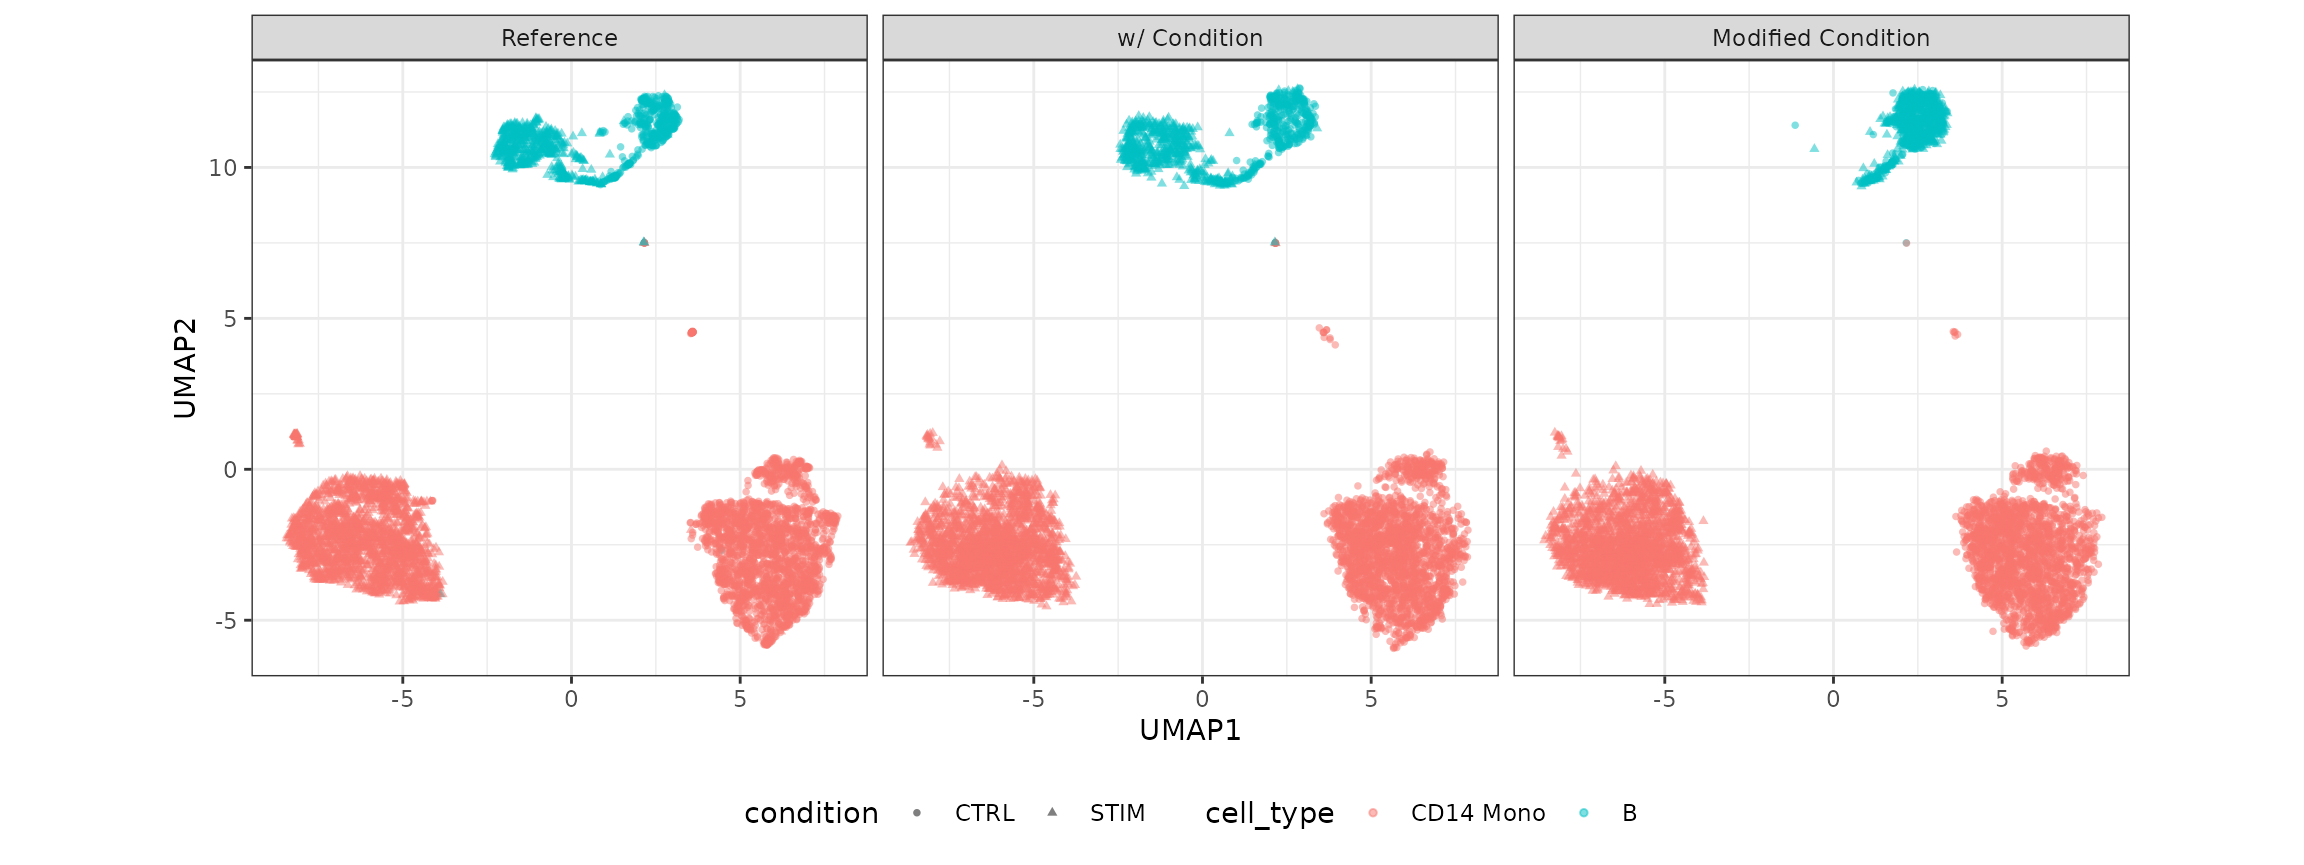 Reference
w/ Condition
Modified Condition
UMAP2
10
5
0
-5
-5 0 5
-5 0 5
-5 0 5
UMAP1
condition CTRL STIM cell_type CD14 Mono B